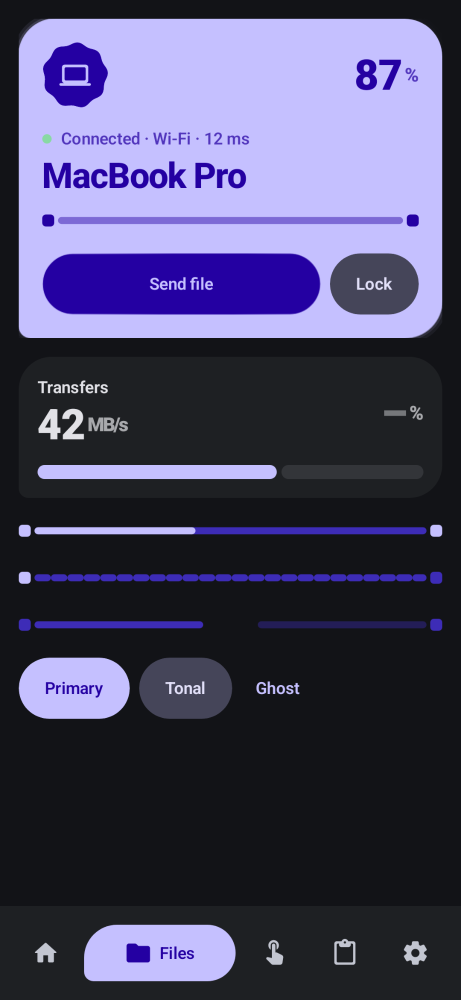 87 %
Connected · Wi-Fi · 12 ms
MacBook Pro
Send file
Lock
Transfers
42 MB/s
— %
Primary
Tonal
Ghost
Files